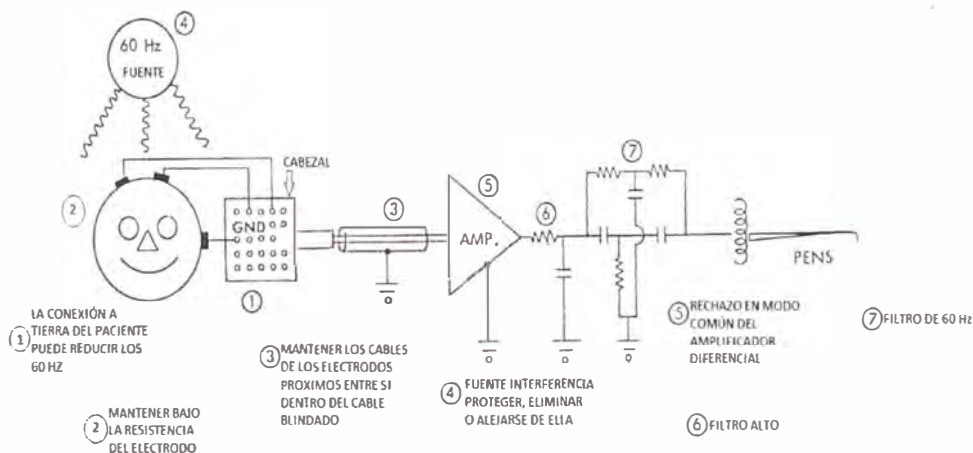 ④
60 Hz
FUENTE
CABEZAL
②
GND
①
③
⑤
AMP.
⑥
⑦
PENS
① LA CONEXIÓN A
TIERRA DEL PACIENTE
PUEDE REDUCIR LOS
60 HZ
② MANTENER BAJO
LA RESISTENCIA
DEL ELECTRODO
③ MANTENER LOS CABLES
DE LOS ELECTRODOS
PROXIMOS ENTRE SI
DENTRO DEL CABLE
BLINDADO
④ FUENTE INTERFERENCIA
PROTEGER, ELIMINAR
O ALEJARSE DE ELIA
⑤ RECHAZO EN MODO
COMÚN DEL
AMPLIFICADOR
DIFERENCIAL
⑥ FILTRO ALTO
⑦ FILTRO DE 60 Hz